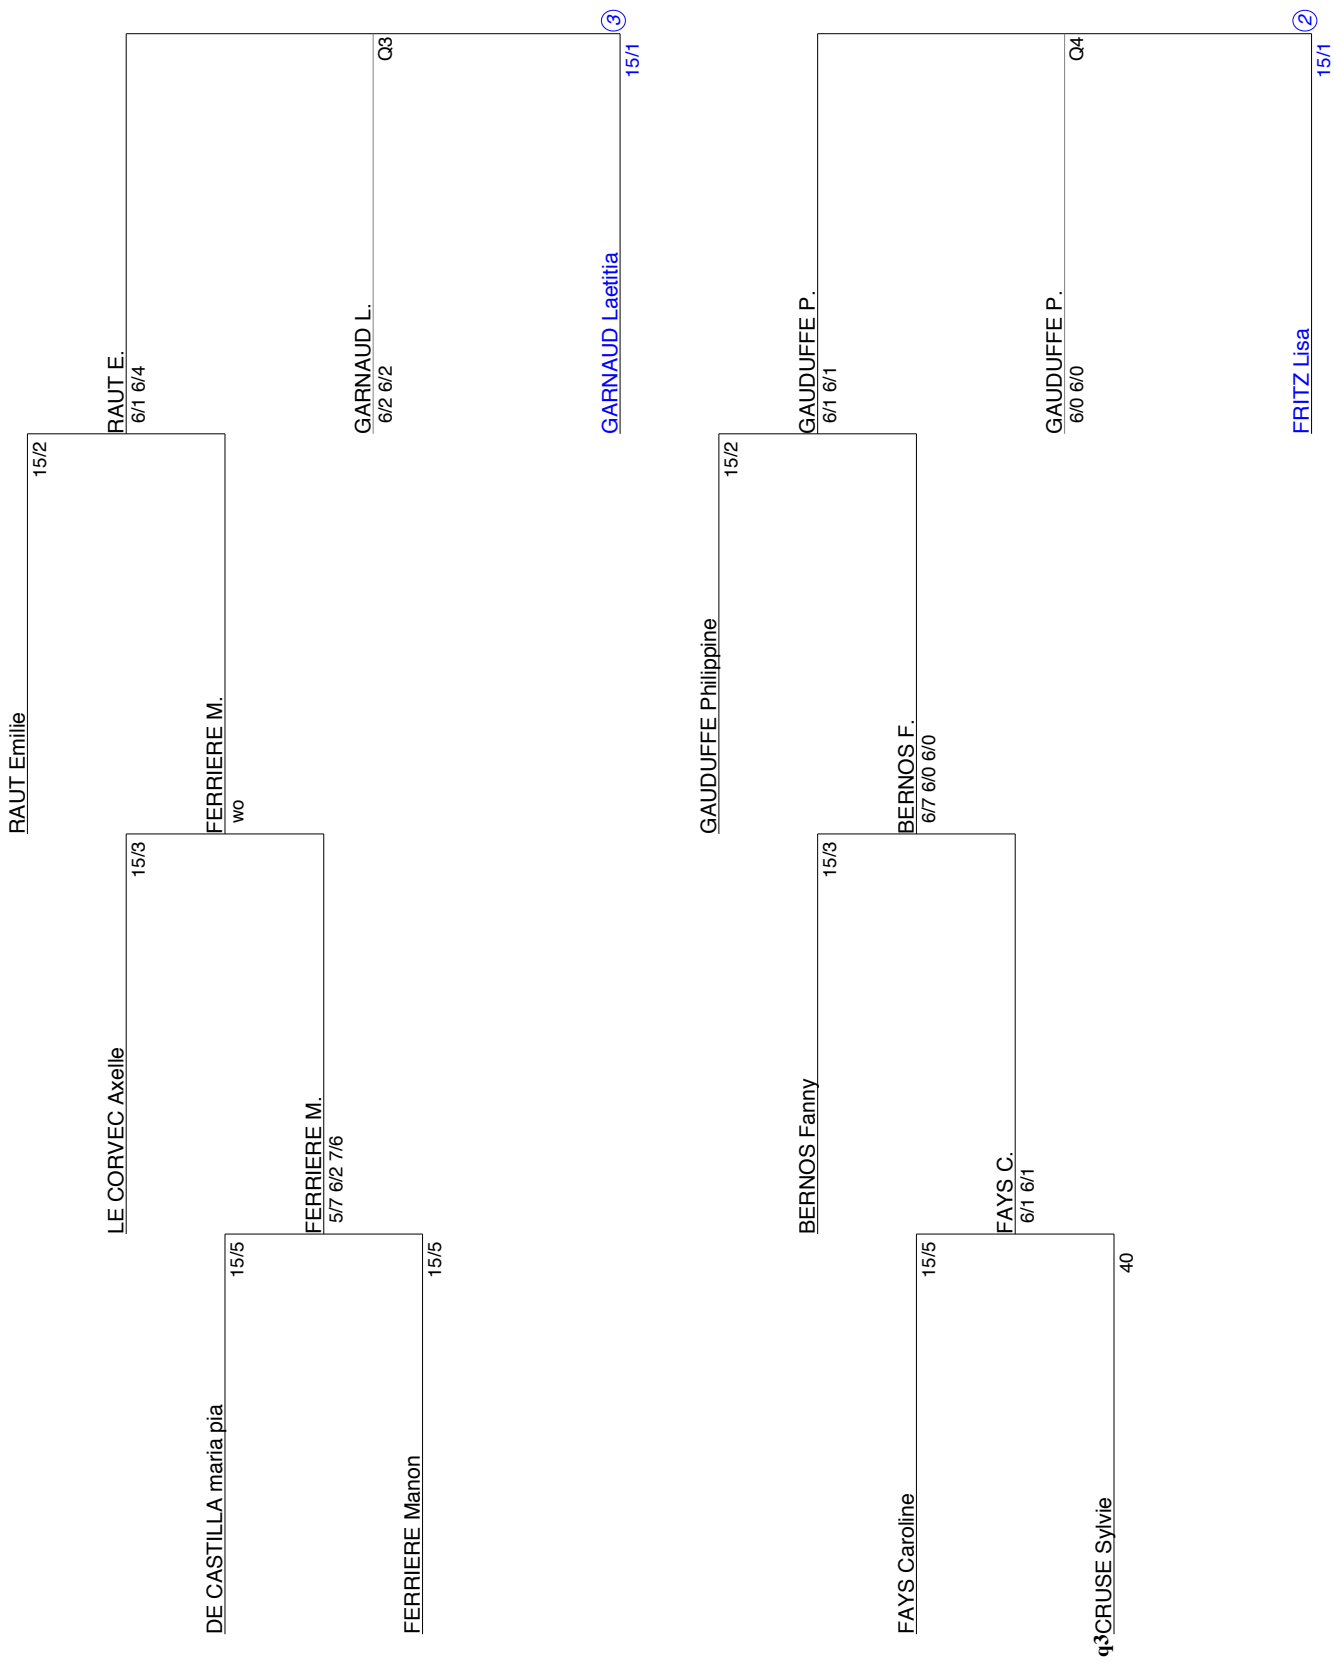 RAUT Emilie
15/2
RAUT E.
6/1 6/4
LE CORVEC Axelle
15/3
FERRIERE M.
wo
DE CASTILLA maria pia
15/5
FERRIERE M.
5/7 6/2 7/6
FERRIERE Manon
15/5
GARNAUD L.
6/2 6/2
Q3
GARNAUD Laetitia
15/1
3
GAUDUFFE Philippine
15/2
GAUDUFFE P.
6/1 6/1
BERNOS Fanny
15/3
BERNOS F.
6/7 6/0 6/0
FAYS Caroline
15/5
FAYS C.
6/1 6/1
q3CRUSE Sylvie
40
GAUDUFFE P.
6/0 6/0
Q4
FRITZ Lisa
15/1
2